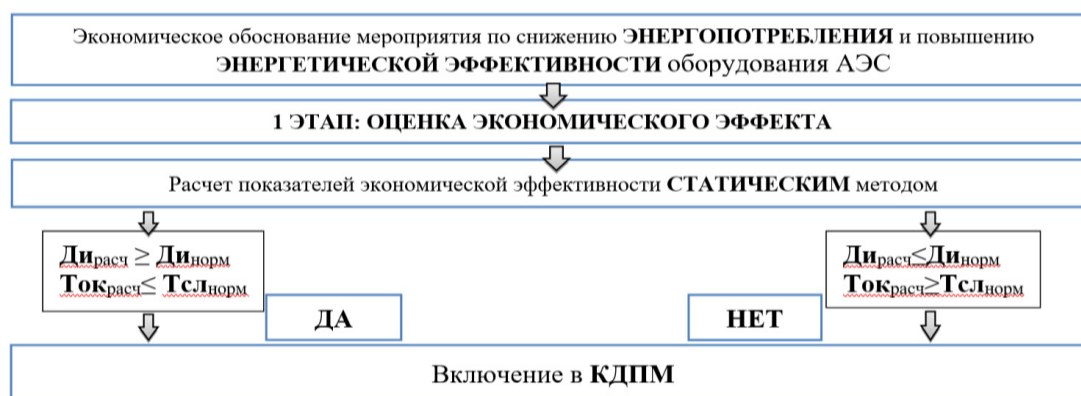 Экономическое обоснование мероприятия по снижению ЭНЕРГОПОТРЕБЛЕНИЯ и повышению
ЭНЕРГЕТИЧЕСКОЙ ЭФФЕКТИВНОСТИ оборудования АЭС
1 ЭТАП: ОЦЕНКА ЭКОНОМИЧЕСКОГО ЭФФЕКТА
Расчет показателей экономической эффективности СТАТИЧЕСКИМ методом
Дирасч ≥ Динорм
Токрасч≤ Тслнорм
Дирасч≤Динорм
Токрасч≥Тслнорм
ДА
НЕТ
Включение в КДПМ